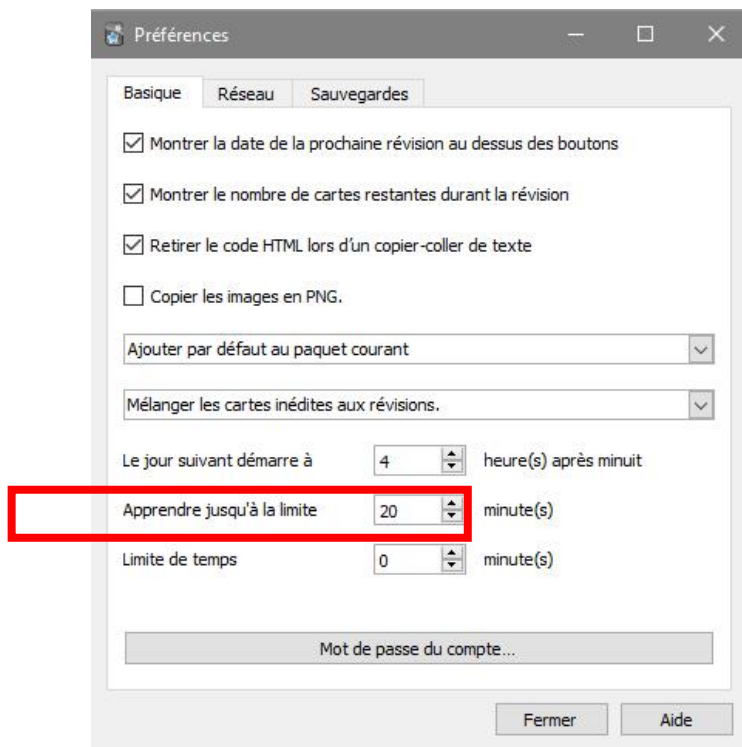 Préférences
Basique Réseau Sauvegardes
Montrer la date de la prochaine révision au dessus des boutons
Montrer le nombre de cartes restantes durant la révision
Retirer le code HTML lors d'un copier-coller de texte
Copier les images en PNG.
Ajouter par défaut au paquet courant
Mélanger les cartes inédites aux révisions.
Le jour suivant démarre à 4 heure(s) après minuit
Apprendre jusqu'à la limite 20 minute(s)
Limite de temps 0 minute(s)
Mot de passe du compte...
Fermer Aide